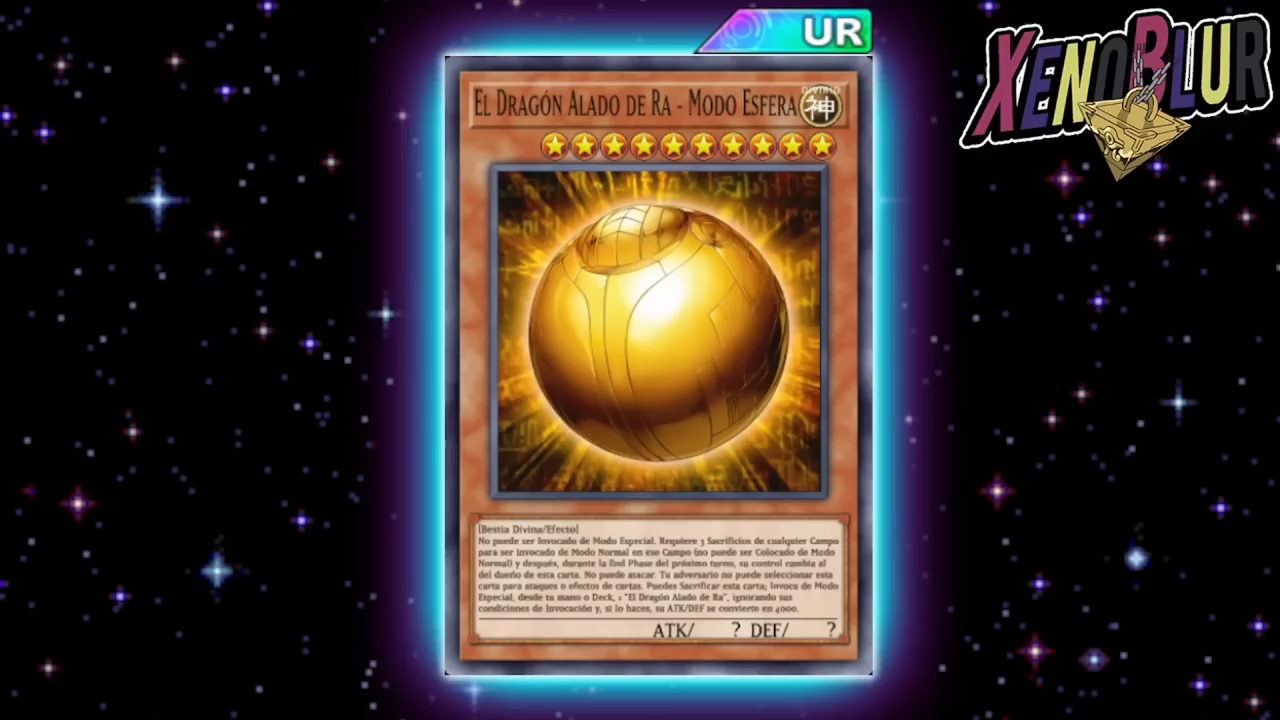 UR
XENOBLUR
EL DRAGÓN ALADO DE RA - MODO ESFERA
DIVINID
神
[Bestia Divina/Efecto]
No puede ser Invocado de Modo Especial. Requiere 3 Sacrificios de cualquier Campo
para ser Invocado de Modo Normal en ese Campo (no puede ser Colocado de Modo
Normal) y después, durante la End Phase del próximo turno, su control cambia al
del dueño de esta carta. No puede atacar. Tu adversario no puede seleccionar esta
carta para ataques o efectos de cartas. Puedes Sacrificar esta carta; Invoca de Modo
Especial, desde tu mano o Deck, 1 "El Dragón Alado de Ra", ignorando sus
condiciones de Invocación y, si lo haces, su ATK/DEF se convierte en 4000.
ATK/ ? DEF/ ?